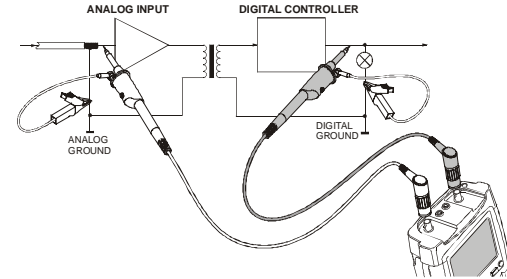 ANALOG INPUT
DIGITAL CONTROLLER
ANALOG
GROUND
DIGITAL
GROUND